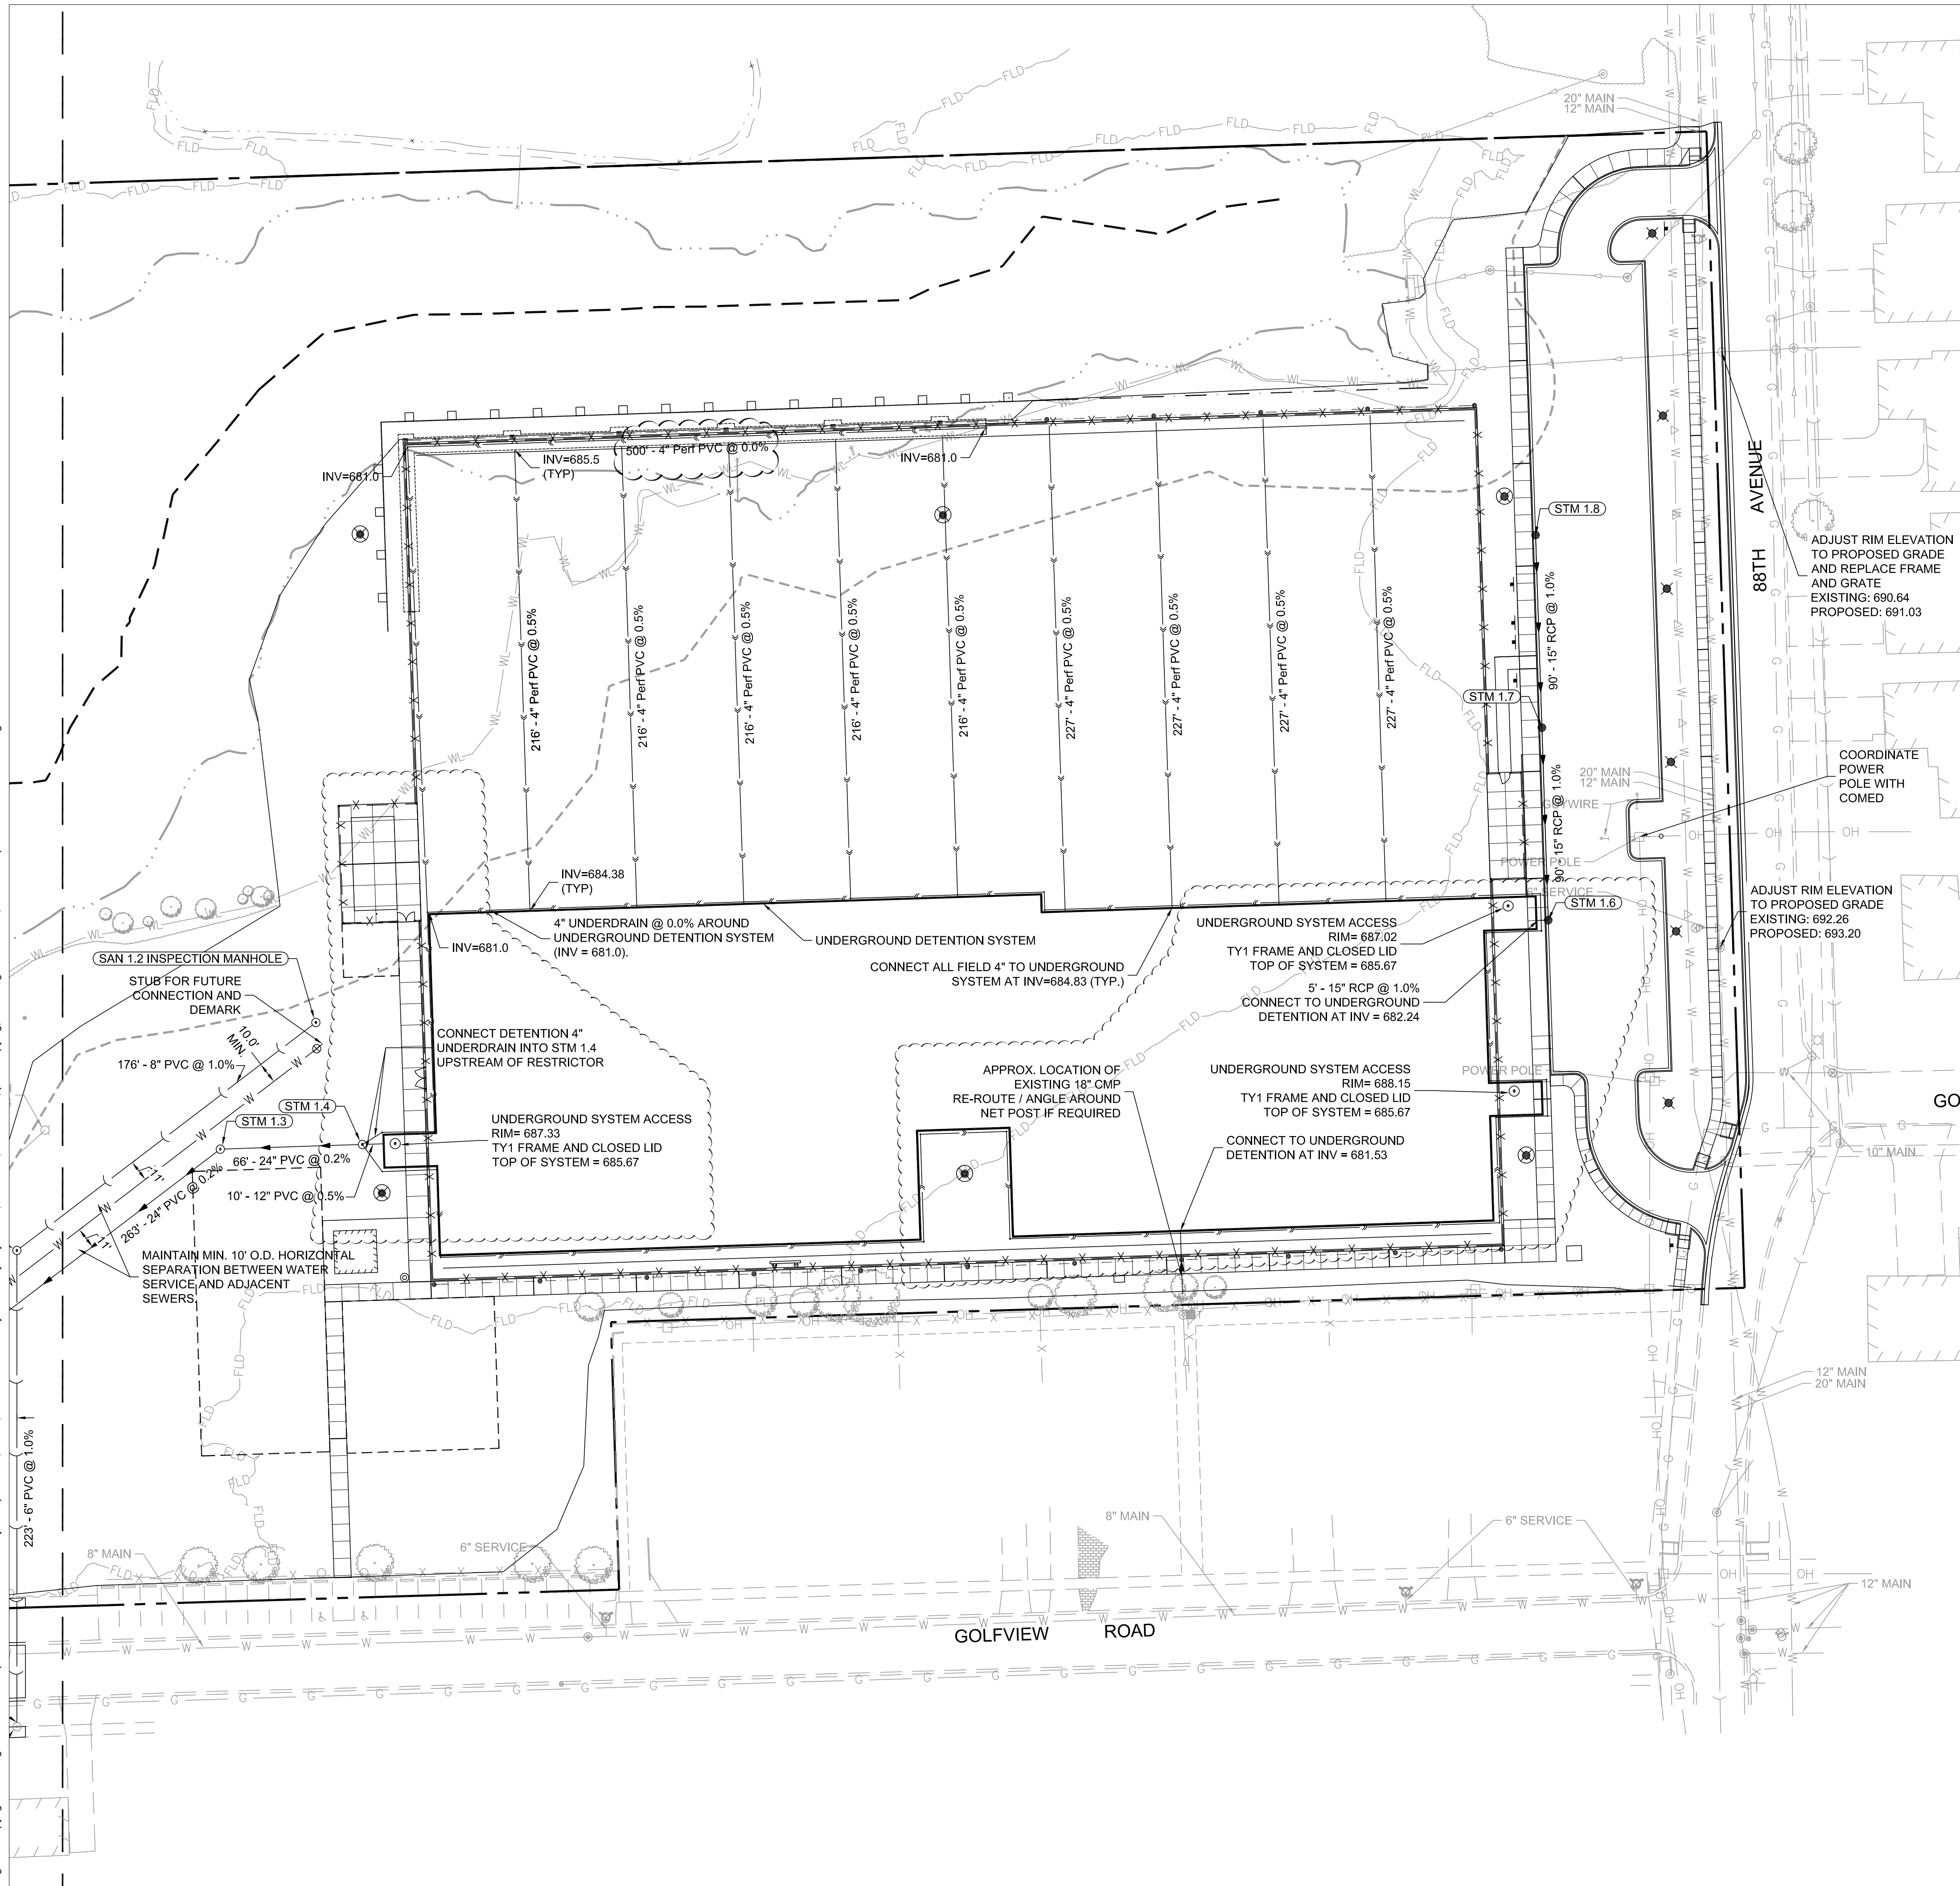 20" MAIN
12" MAIN
FLD
WL
88TH AVENUE
STM 1.8
ADJUST RIM ELEVATION
TO PROPOSED GRADE
AND REPLACE FRAME
AND GRATE
EXISTING: 690.64
PROPOSED: 691.03
INV=681.0
INV=685.5
(TYP)
500' - 4" Perf PVC @ 0.0%
INV=681.0
216' - 4" Perf PVC @ 0.5%
216' - 4" Perf PVC @ 0.5%
216' - 4" Perf PVC @ 0.5%
216' - 4" Perf PVC @ 0.5%
216' - 4" Perf PVC @ 0.5%
227' - 4" Perf PVC @ 0.5%
227' - 4" Perf PVC @ 0.5%
227' - 4" Perf PVC @ 0.5%
227' - 4" Perf PVC @ 0.5%
90' - 15" RCP @ 1.0%
STM 1.7
90' - 15" RCP @ 1.0%
20" MAIN
12" MAIN
GUYWIRE
POWER POLE
COORDINATE
POWER
POLE WITH
COMED
OH
6" SERVICE
STM 1.6
ADJUST RIM ELEVATION
TO PROPOSED GRADE
EXISTING: 692.26
PROPOSED: 693.20
INV=684.38
(TYP)
INV=681.0
4" UNDERDRAIN @ 0.0% AROUND
UNDERGROUND DETENTION SYSTEM
(INV = 681.0).
UNDERGROUND DETENTION SYSTEM
CONNECT ALL FIELD 4" TO UNDERGROUND
SYSTEM AT INV=684.83 (TYP.)
UNDERGROUND SYSTEM ACCESS
RIM= 687.02
TY1 FRAME AND CLOSED LID
TOP OF SYSTEM = 685.67
5' - 15" RCP @ 1.0%
CONNECT TO UNDERGROUND
DETENTION AT INV = 682.24
SAN 1.2 INSPECTION MANHOLE
STUB FOR FUTURE
CONNECTION AND
DEMARK
10.0'
MIN.
176' - 8" PVC @ 1.0%
CONNECT DETENTION 4"
UNDERDRAIN INTO STM 1.4
UPSTREAM OF RESTRICTOR
STM 1.4
STM 1.3
66' - 24" PVC @ 0.2%
10' - 12" PVC @ 0.5%
11'
263' - 24" PVC @ 0.2%
11'
UNDERGROUND SYSTEM ACCESS
RIM= 687.33
TY1 FRAME AND CLOSED LID
TOP OF SYSTEM = 685.67
APPROX. LOCATION OF
EXISTING 18" CMP
RE-ROUTE / ANGLE AROUND
NET POST IF REQUIRED
UNDERGROUND SYSTEM ACCESS
RIM= 688.15
TY1 FRAME AND CLOSED LID
TOP OF SYSTEM = 685.67
CONNECT TO UNDERGROUND
DETENTION AT INV = 681.53
POWER POLE
GO
10" MAIN
MAINTAIN MIN. 10' O.D. HORIZONTAL
SEPARATION BETWEEN WATER
SERVICE AND ADJACENT
SEWERS.
12" MAIN
20" MAIN
223' - 6" PVC @ 1.0%
8" MAIN
6" SERVICE
8" MAIN
6" SERVICE
12" MAIN
GOLFVIEW ROAD
W
G